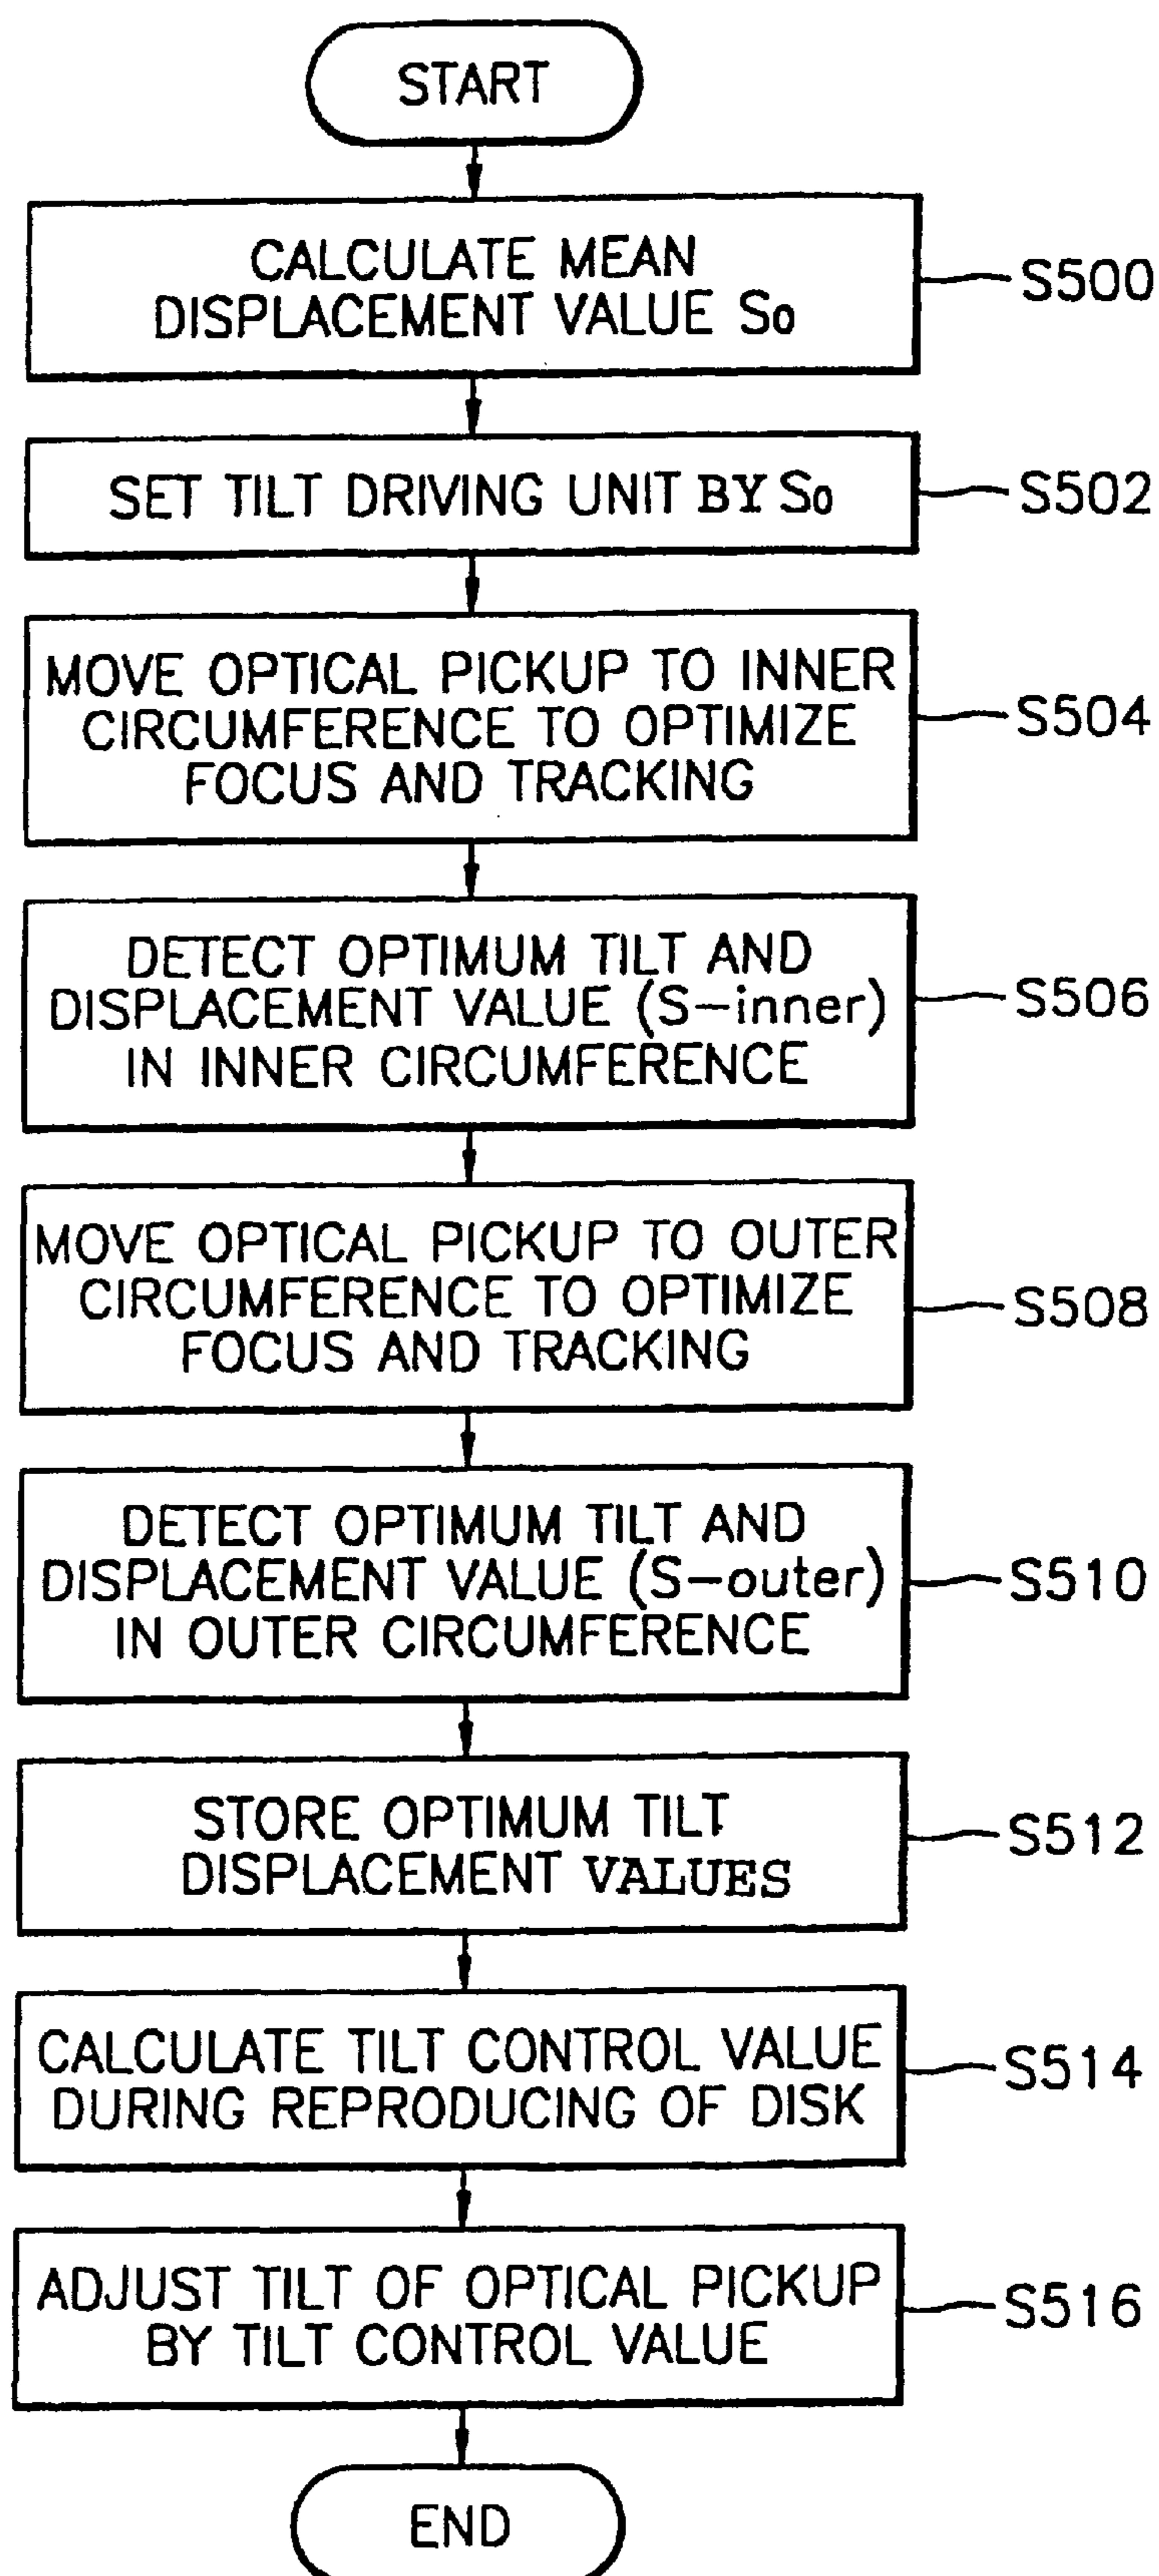 START
CALCULATE MEAN
DISPLACEMENT VALUE S0
S500
SET TILT DRIVING UNIT BY S0
S502
MOVE OPTICAL PICKUP TO INNER
CIRCUMFERENCE TO OPTIMIZE
FOCUS AND TRACKING
S504
DETECT OPTIMUM TILT AND
DISPLACEMENT VALUE (S-inner)
IN INNER CIRCUMFERENCE
S506
MOVE OPTICAL PICKUP TO OUTER
CIRCUMFERENCE TO OPTIMIZE
FOCUS AND TRACKING
S508
DETECT OPTIMUM TILT AND
DISPLACEMENT VALUE (S-outer)
IN OUTER CIRCUMFERENCE
S510
STORE OPTIMUM TILT
DISPLACEMENT VALUES
S512
CALCULATE TILT CONTROL VALUE
DURING REPRODUCING OF DISK
S514
ADJUST TILT OF OPTICAL PICKUP
BY TILT CONTROL VALUE
S516
END